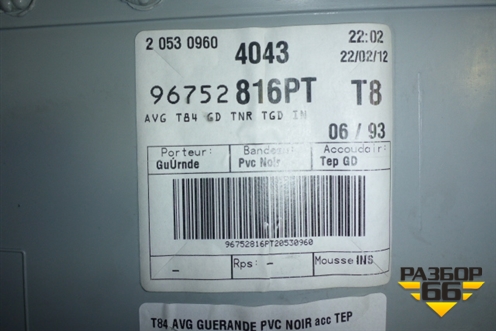 2 053 0960 4043 22:02
22/02/12
96752 816PT T8
AVG T84 GD TNR TGD IN
06 / 93
Porteur: Bandeau: Accoudoir:
GuÜrnde Pvc Noir Tep GD
96752816PT20530960
- Rps: - Mousse INS
T84 AVG GUERANDE PVC NOIR acc TEP
РАЗБОР
66